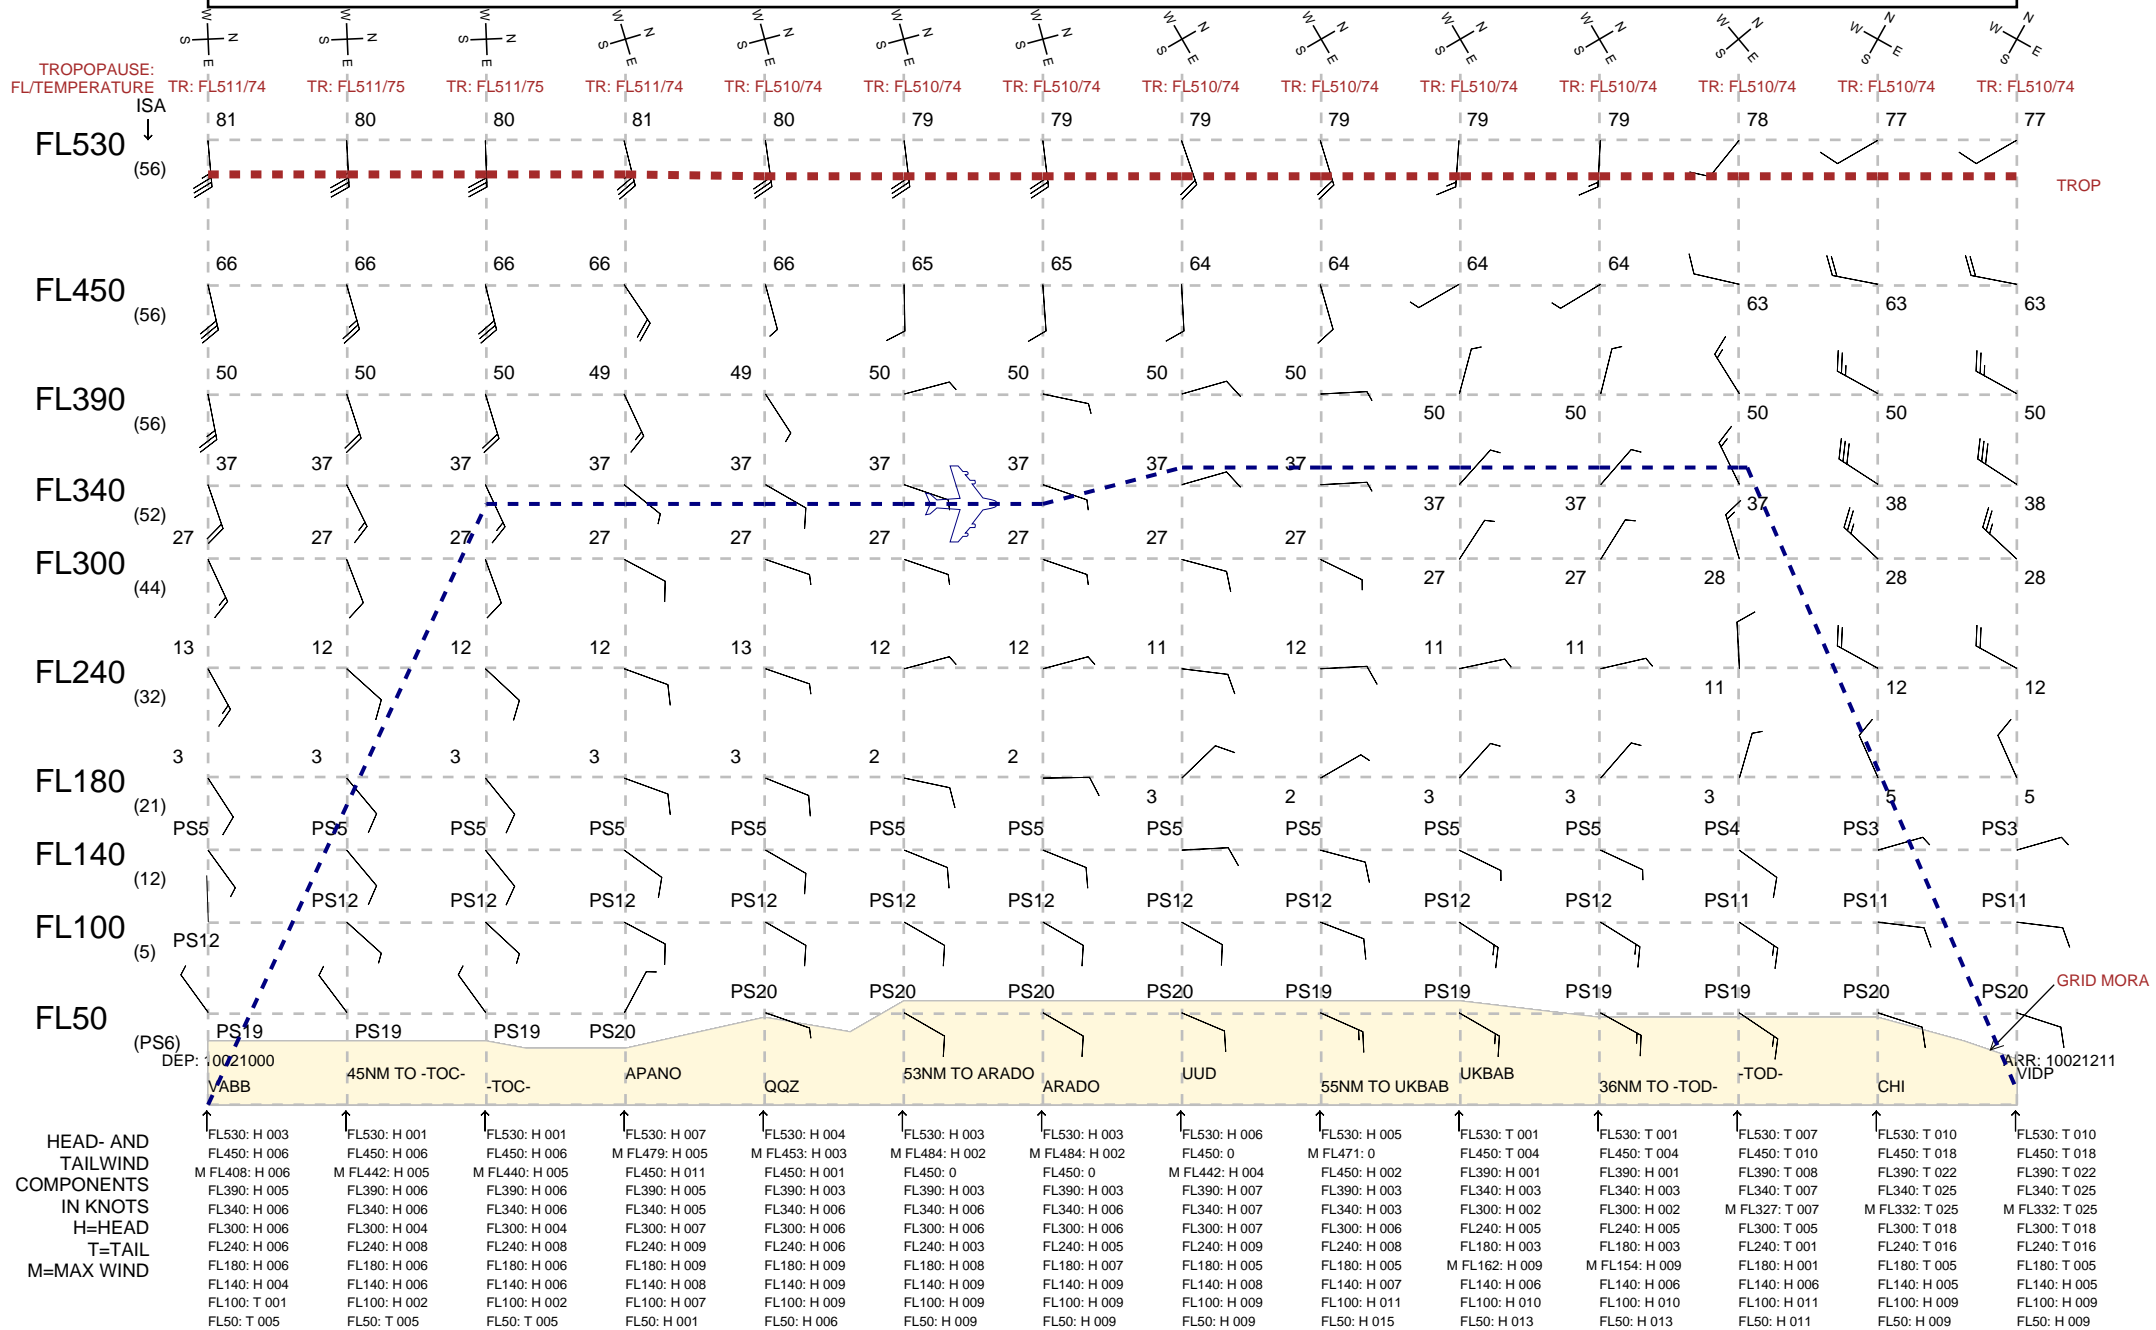 W N S E W N S E W N S E W N S E W N S E W N S E W N S E W N S E W N S E W N S E W N S E W N S E W N S E W N S E
TROPOPAUSE:
FL/TEMPERATURE TR: FL511/74 TR: FL511/75 TR: FL511/75 TR: FL511/74 TR: FL510/74 TR: FL510/74 TR: FL510/74 TR: FL510/74 TR: FL510/74 TR: FL510/74 TR: FL510/74 TR: FL510/74 TR: FL510/74 TR: FL510/74
ISA
81 80 80 81 80 79 79 79 79 79 79 78 77 77
FL530
(56)
TROP
66 66 66 66 66 65 65 64 64 64 64
FL450
63 63 63
(56)
50 50 50 49 49 50 50 50 50
FL390
50 50 50 50 50
(56)
37 37 37 37 37 37 37 37 37
FL340
37 37 37 38 38
(52)
27 27 27 27 27 27 27 27 27
FL300
27 27 28 28 28
(44)
13 12 12 12 13 12 12 11 12 11 11
FL240
11 12 12
(32)
3 3 3 3 3 2 2
FL180
3 2 3 3 3 5 5
(21)
PS5 PS5 PS5 PS5 PS5 PS5 PS5 PS5 PS5 PS5 PS5 PS4 PS3 PS3
FL140
(12)
PS12 PS12 PS12 PS12 PS12 PS12 PS12 PS12 PS12 PS12 PS11 PS11 PS11
FL100
PS12
(5)
GRID MORA
PS20 PS20 PS20 PS20 PS19 PS19 PS19 PS20 PS20
FL50
PS19 PS19 PS19 PS20
(PS6)
DEP: 10021000 ARR: 10021211
45NM TO -TOC- APANO 53NM TO ARADO UUD UKBAB -TOD- VIDP
VABB -TOC- QQZ ARADO 55NM TO UKBAB 36NM TO -TOD- CHI
HEAD- AND
TAILWIND
COMPONENTS
IN KNOTS
H=HEAD
T=TAIL
M=MAX WIND
FL530: H 003 FL530: H 001 FL530: H 001 FL530: H 007 FL530: H 004 FL530: H 003 FL530: H 003 FL530: H 006 FL530: H 005 FL530: T 001 FL530: T 001 FL530: T 007 FL530: T 010 FL530: T 010
FL450: H 006 FL450: H 006 FL450: H 006 M FL479: H 005 M FL453: H 003 M FL484: H 002 M FL484: H 002 FL450: 0 M FL471: 0 FL450: T 004 FL450: T 004 FL450: T 010 FL450: T 018 FL450: T 018
M FL408: H 006 M FL442: H 005 M FL440: H 005 FL450: H 011 FL450: H 001 FL450: 0 FL450: 0 M FL442: H 004 FL450: H 002 FL390: H 001 FL390: H 001 FL390: T 008 FL390: T 022 FL390: T 022
FL390: H 005 FL390: H 006 FL390: H 006 FL390: H 005 FL390: H 003 FL390: H 003 FL390: H 003 FL390: H 007 FL390: H 003 FL340: H 003 FL340: H 003 FL340: T 007 FL340: T 025 FL340: T 025
FL340: H 006 FL340: H 006 FL340: H 006 FL340: H 005 FL340: H 006 FL340: H 006 FL340: H 006 FL340: H 007 FL340: H 003 FL300: H 002 FL300: H 002 M FL327: T 007 M FL332: T 025 M FL332: T 025
FL300: H 006 FL300: H 004 FL300: H 004 FL300: H 007 FL300: H 006 FL300: H 006 FL300: H 006 FL300: H 007 FL300: H 006 FL240: H 005 FL240: H 005 FL300: T 005 FL300: T 018 FL300: T 018
FL240: H 006 FL240: H 008 FL240: H 008 FL240: H 009 FL240: H 006 FL240: H 003 FL240: H 005 FL240: H 009 FL240: H 008 FL180: H 003 FL180: H 003 FL240: T 001 FL240: T 016 FL240: T 016
FL180: H 006 FL180: H 006 FL180: H 006 FL180: H 009 FL180: H 009 FL180: H 008 FL180: H 007 FL180: H 005 FL180: H 005 M FL162: H 009 M FL154: H 009 FL180: H 001 FL180: T 005 FL180: T 005
FL140: H 004 FL140: H 006 FL140: H 006 FL140: H 008 FL140: H 009 FL140: H 009 FL140: H 009 FL140: H 008 FL140: H 007 FL140: H 006 FL140: H 006 FL140: H 006 FL140: H 005 FL140: H 005
FL100: T 001 FL100: H 002 FL100: H 002 FL100: H 007 FL100: H 009 FL100: H 009 FL100: H 009 FL100: H 009 FL100: H 011 FL100: H 010 FL100: H 010 FL100: H 011 FL100: H 009 FL100: H 009
FL50: T 005 FL50: T 005 FL50: T 005 FL50: H 001 FL50: H 006 FL50: H 009 FL50: H 009 FL50: H 009 FL50: H 015 FL50: H 013 FL50: H 013 FL50: H 011 FL50: H 009 FL50: H 009